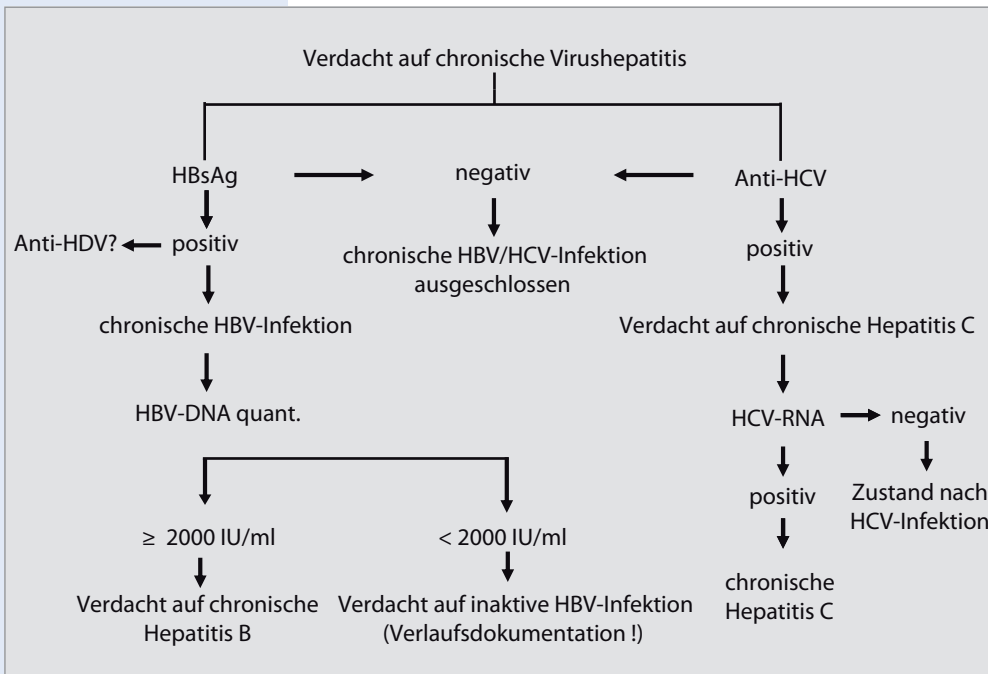 Verdacht auf chronische Virushepatitis
HBsAg
negativ
Anti-HCV
Anti-HDV?
positiv
chronische HBV/HCV-Infektion
ausgeschlossen
positiv
chronische HBV-Infektion
Verdacht auf chronische Hepatitis C
HBV-DNA quant.
HCV-RNA
negativ
positiv
Zustand nach
HCV-Infektion
≥ 2000 IU/ml
< 2000 IU/ml
Verdacht auf chronische
Hepatitis B
Verdacht auf inaktive HBV-Infektion
(Verlaufsdokumentation !)
chronische
Hepatitis C